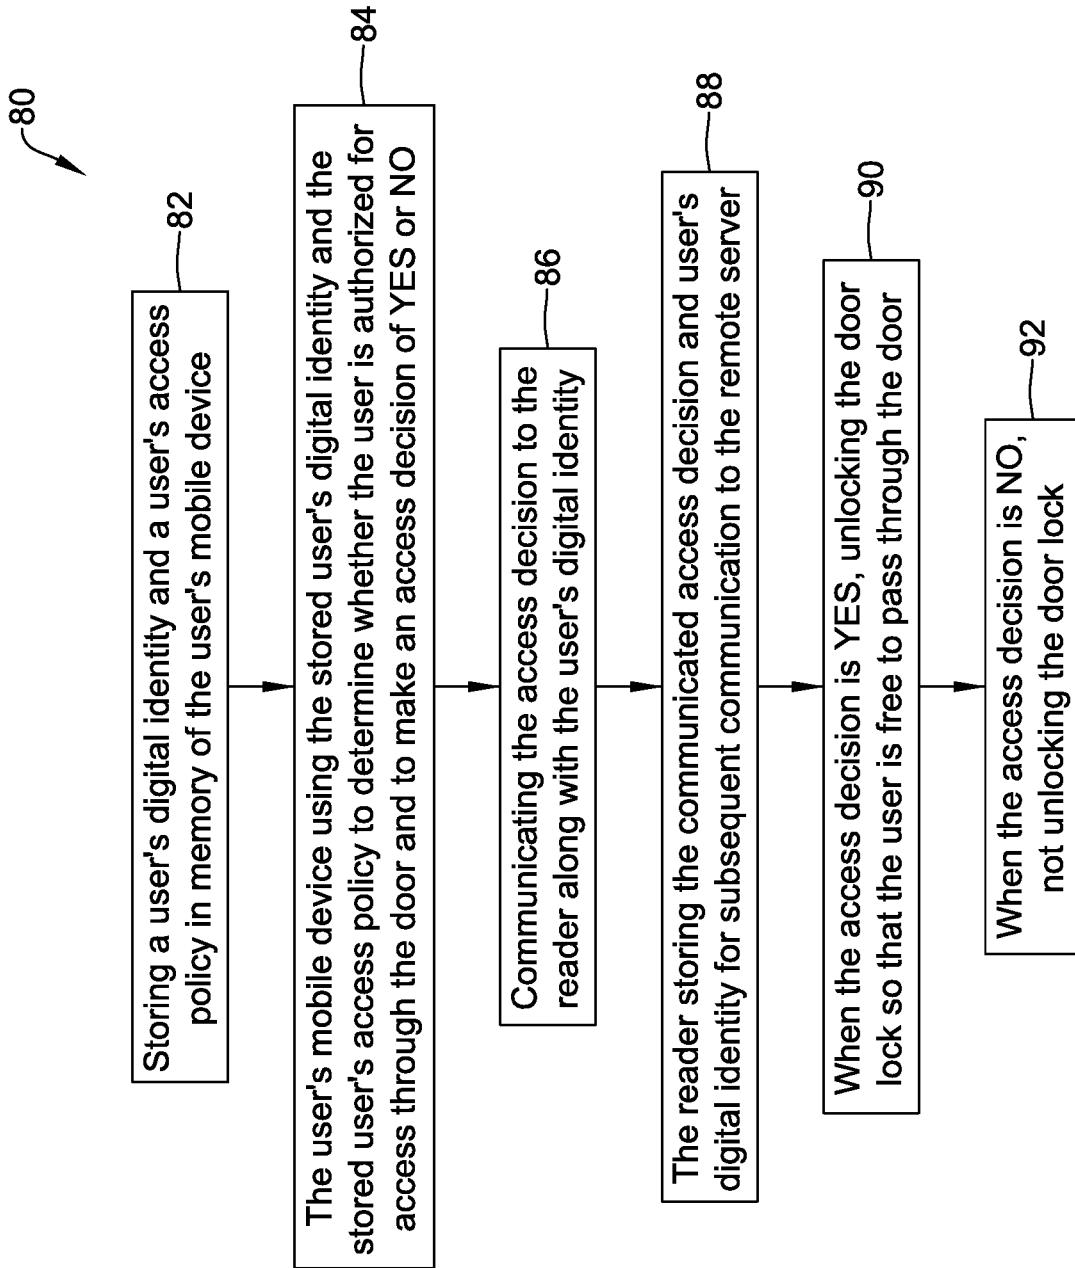 80
Storing a user's digital identity and a user's access
policy in memory of the user's mobile device
82
The user's mobile device using the stored user's digital identity and the
stored user's access policy to determine whether the user is authorized for
access through the door and to make an access decision of YES or NO
84
Communicating the access decision to the
reader along with the user's digital identity
86
The reader storing the communicated access decision and user's
digital identity for subsequent communication to the remote server
88
When the access decision is YES, unlocking the door
lock so that the user is free to pass through the door
90
When the access decision is NO,
not unlocking the door lock
92